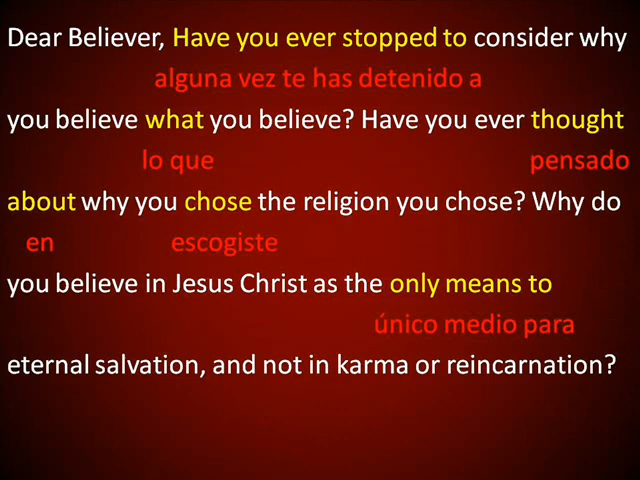 Dear Believer, Have you ever stopped to consider why
alguna vez te has detenido a
you believe what you believe? Have you ever thought
lo que pensado
about why you chose the religion you chose? Why do
en escogiste
you believe in Jesus Christ as the only means to
único medio para
eternal salvation, and not in karma or reincarnation?